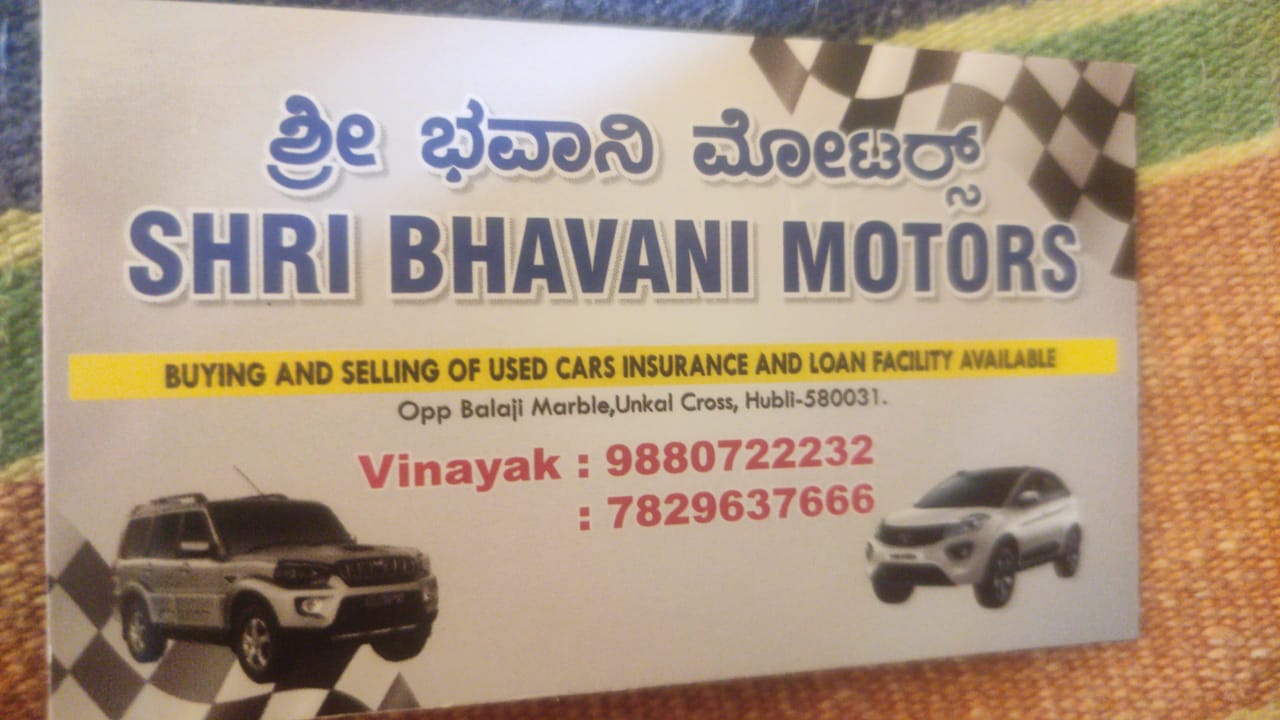 ಶ್ರೀ ಭವಾನಿ ಮೋಟರ್ಸ್
SHRI BHAVANI MOTORS
BUYING AND SELLING OF USED CARS INSURANCE AND LOAN FACILITY AVAILABLE
Opp Balaji Marble,Unkal Cross, Hubli-580031.
Vinayak : 9880722232
: 7829637666